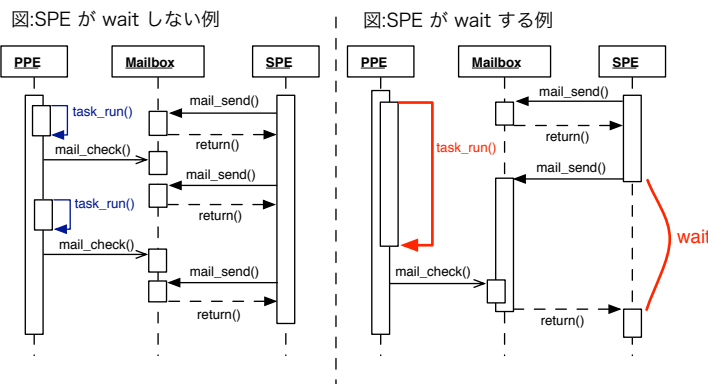 図:SPE が wait しない例
PPE
Mailbox
SPE
mail_send()
task_run()
return()
mail_check()
mail_send()
task_run()
return()
mail_check()
mail_send()
return()
図:SPE が wait する例
PPE
Mailbox
SPE
mail_send()
return()
task_run()
mail_send()
wait
mail_check()
return()